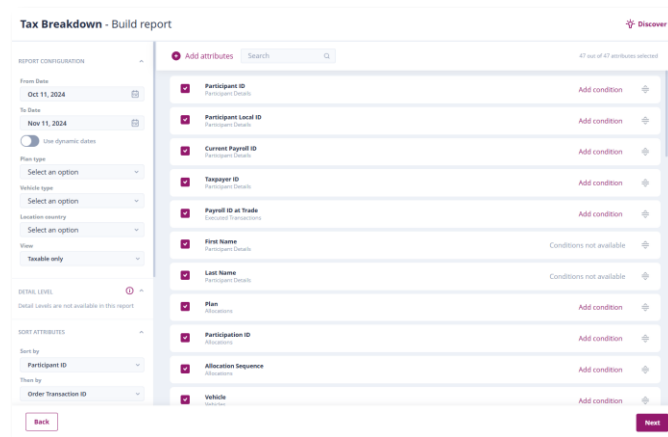 Tax Breakdown - Build report
Discover
REPORT CONFIGURATION
From Date
Oct 11, 2024
To Date
Nov 11, 2024
Use dynamic dates
Plan type
Select an option
Vehicle type
Select an option
Location country
Select an option
View
Taxable only
DETAIL LEVEL
Detail Levels are not available in this report
SORT ATTRIBUTES
Sort by
Participant ID
Then by
Order Transaction ID
Add attributes
Search
47 out of 47 attributes selected
Participant ID
Participant Details
Add condition
Participant Local ID
Participant Details
Add condition
Current Payroll ID
Participant Details
Add condition
Taxpayer ID
Participant Details
Add condition
Payroll ID at Trade
Executed Transactions
Add condition
First Name
Participant Details
Conditions not available
Last Name
Participant Details
Conditions not available
Plan
Allocations
Add condition
Participation ID
Allocations
Add condition
Allocation Sequence
Allocations
Add condition
Vehicle
Vehicles
Add condition
Back
Next